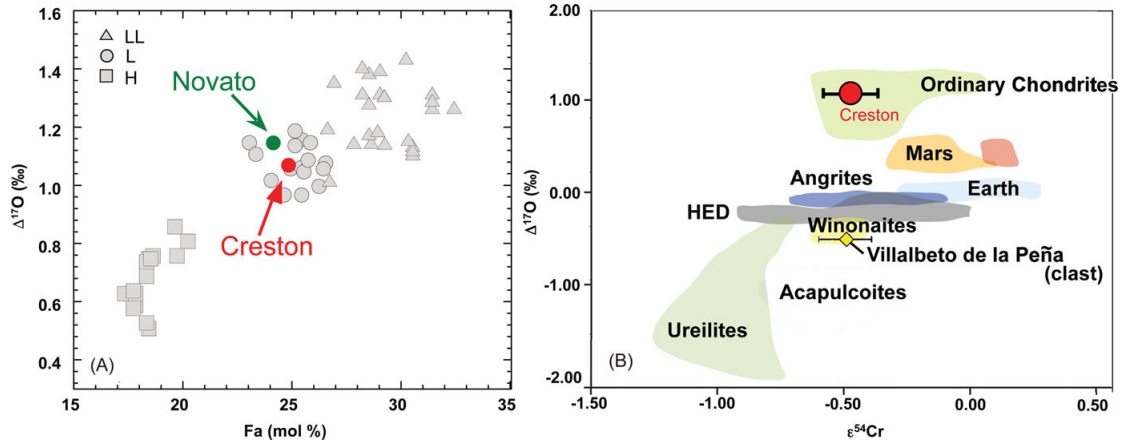 1.6
1.4
1.2
1.0
0.8
0.6
0.4
Δ¹⁷O (‰)
LL
L
H
Novato
Creston
(A)
15 20 25 30 35
Fa (mol %)
2.00
1.00
0.00
-1.00
-2.00
Δ¹⁷O (‰)
Ordinary Chondrites
Creston
Mars
Angrites
Earth
HED
Winonaites
Villalbeto de la Peña
(clast)
Acapulcoites
Ureilites
(B)
-1.50 -1.00 -0.50 0.00 0.50
ε⁵⁴Cr